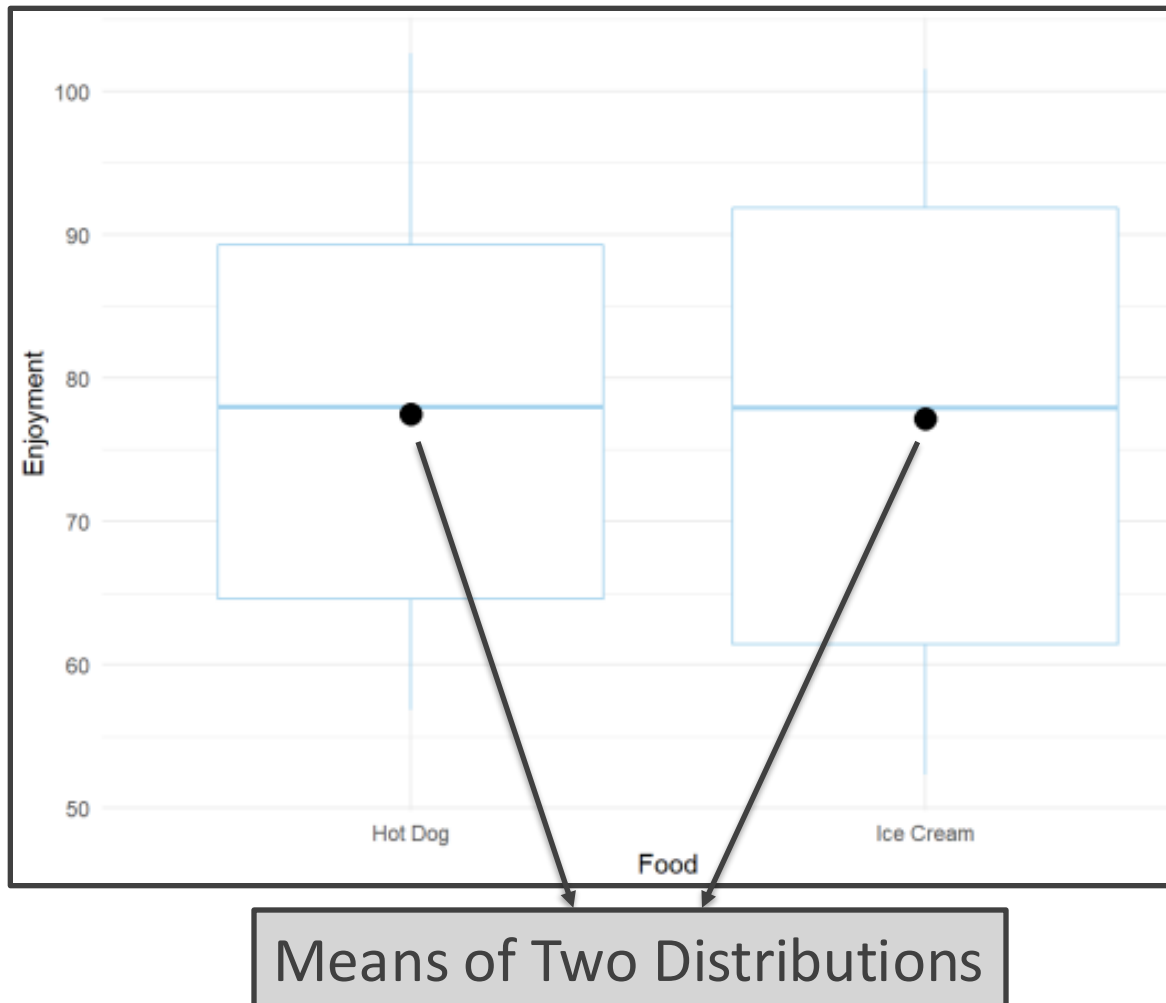 Enjoyment
100
90
80
70
60
50
Hot Dog
Ice Cream
Food
Means of Two Distributions